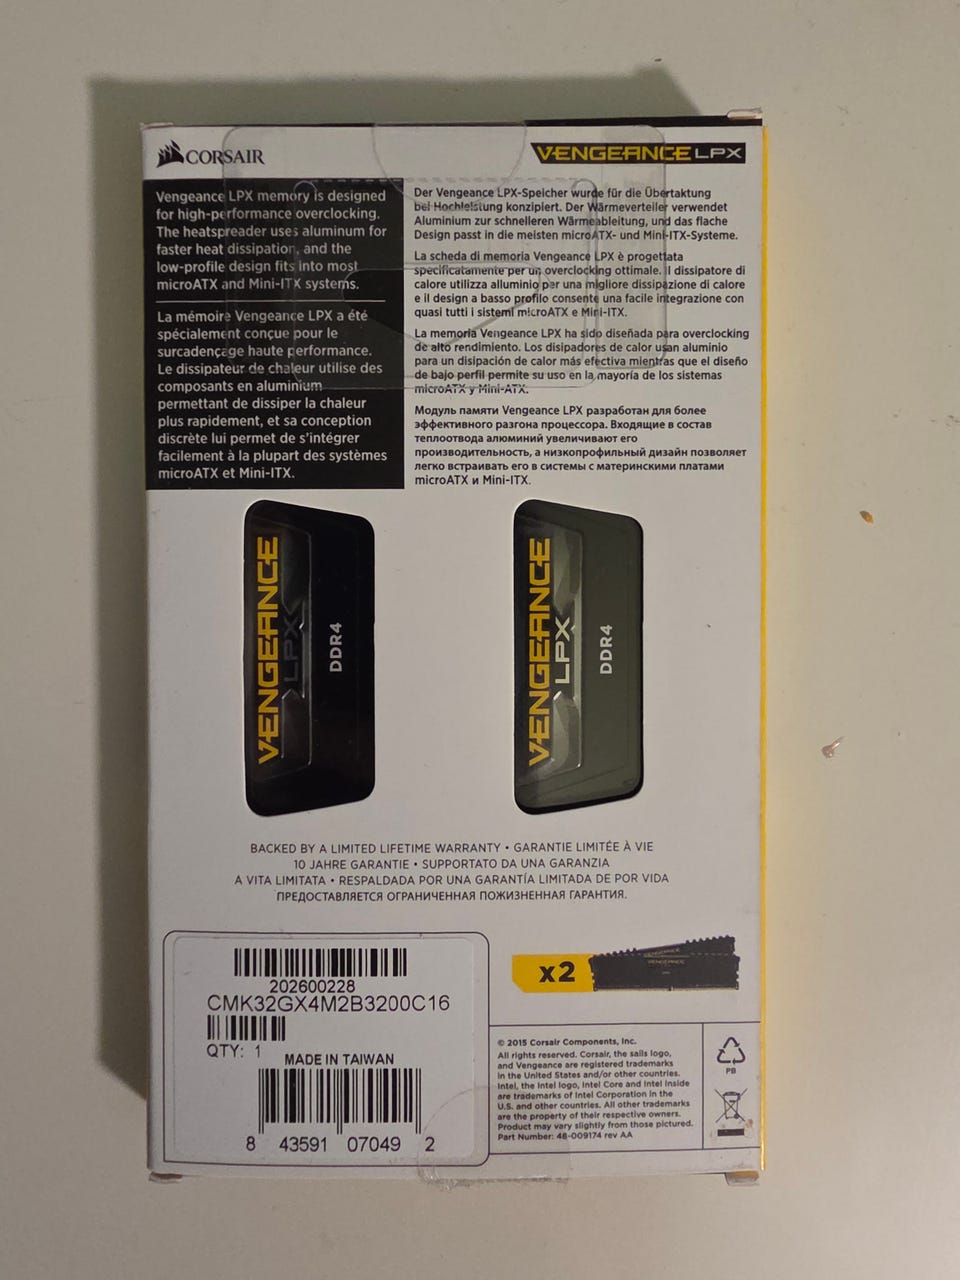 CORSAIR
VENGEANCE LPX
Vengeance LPX memory is designed
for high-performance overclocking.
The heatspreader uses aluminum for
faster heat dissipation, and the
low-profile design fits into most
microATX and Mini-ITX systems.
La mémoire Vengeance LPX a été
spécialement conçue pour le
surcadençage haute performance.
Le dissipateur de chaleur utilise des
composants en aluminium
permettant de dissiper la chaleur
plus rapidement, et sa conception
discrète lui permet de s'intégrer
facilement à la plupart des systèmes
microATX et Mini-ITX.
Der Vengeance LPX-Speicher wurde für die Übertaktung
bei Hochleistung konzipiert. Der Wärmeverteiler verwendet
Aluminium zur schnelleren Wärmeableitung, und das flache
Design passt in die meisten microATX- und Mini-ITX-Systeme.
La scheda di memoria Vengeance LPX è progettata
specificatamente per un overclocking ottimale. Il dissipatore di
calore utilizza alluminio per una migliore dissipazione di calore
e il design a basso profilo consente una facile integrazione con
quasi tutti i sistemi microATX e Mini-ITX.
La memoria Vengeance LPX ha sido diseñada para overclocking
de alto rendimiento. Los disipadores de calor usan aluminio
para un disipación de calor más efectiva mientras que el diseño
de bajo perfil permite su uso en la mayoría de los sistemas
microATX y Mini-ATX.
Модуль памяти Vengeance LPX разработан для более
эффективного разгона процессора. Входящие в состав
теплоотвода алюминий увеличивают его
производительность, а низкопрофильный дизайн позволяет
легко встраивать его в системы с материнскими платами
microATX и Mini-ITX.
VENGEANCE
LPX
DDR4
VENGEANCE
LPX
DDR4
BACKED BY A LIMITED LIFETIME WARRANTY • GARANTIE LIMITÉE À VIE
10 JAHRE GARANTIE • SUPPORTATO DA UNA GARANZIA
A VITA LIMITATA • RESPALDADA POR UNA GARANTÍA LIMITADA DE POR VIDA
ПРЕДОСТАВЛЯЕТСЯ ОГРАНИЧЕННАЯ ПОЖИЗНЕННАЯ ГАРАНТИЯ.
202600228
CMK32GX4M2B3200C16
QTY: 1
MADE IN TAIWAN
8 43591 07049 2
x2
VENGEANCE
VENGEANCE
© 2015 Corsair Components, Inc.
All rights reserved. Corsair, the sails logo,
and Vengeance are registered trademarks
in the United States and/or other countries.
Intel, the Intel logo, Intel Core and Intel Inside
are trademarks of Intel Corporation in the
U.S. and other countries. All other trademarks
are the property of their respective owners.
Product may vary slightly from those pictured.
Part Number: 48-009174 rev AA
PB